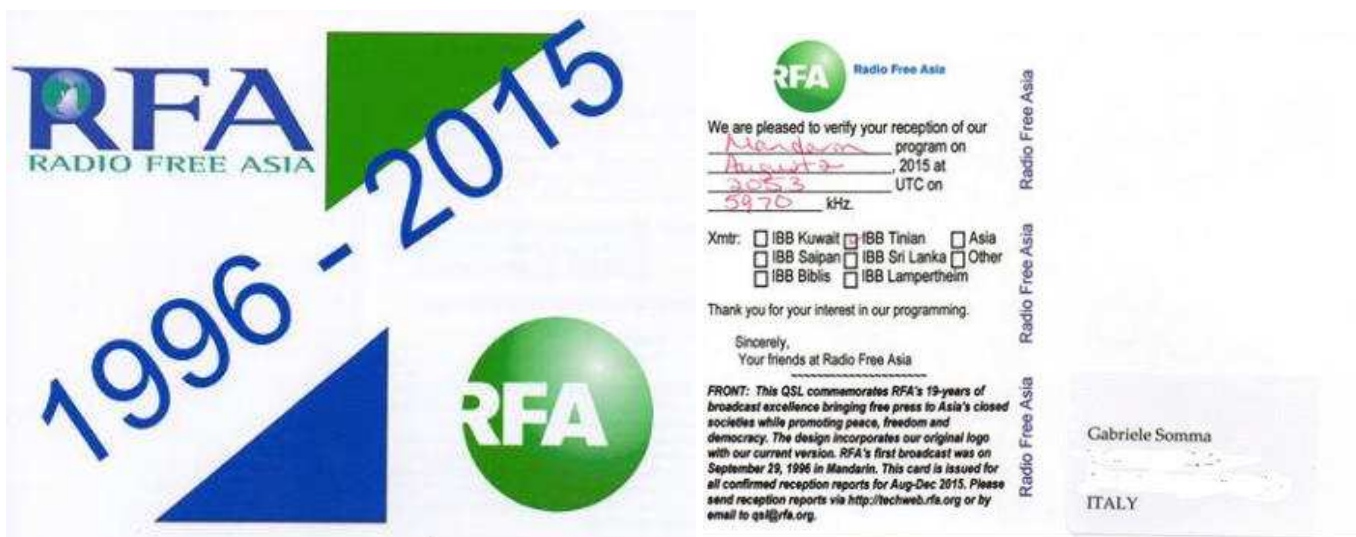 RFA
RADIO FREE ASIA
1996 - 2015
RFA
RFA Radio Free Asia
We are pleased to verify your reception of our
Mandarin program on
August 2, 2015 at
2053 UTC on
5970 kHz.
Xmtr: IBB Kuwait IBB Tinian Asia
IBB Saipan IBB Sri Lanka Other
IBB Biblis IBB Lampertheim
Thank you for your interest in our programming.
Sincerely,
Your friends at Radio Free Asia
FRONT: This QSL commemorates RFA's 19-years of
broadcast excellence bringing free press to Asia's closed
societies while promoting peace, freedom and
democracy. The design incorporates our original logo
with our current version. RFA's first broadcast was on
September 29, 1996 in Mandarin. This card is issued for
all confirmed reception reports for Aug-Dec 2015. Please
send reception reports via http://techweb.rfa.org or by
email to qsl@rfa.org.
Radio Free Asia
Radio Free Asia
Radio Free Asia
Gabriele Somma
ITALY